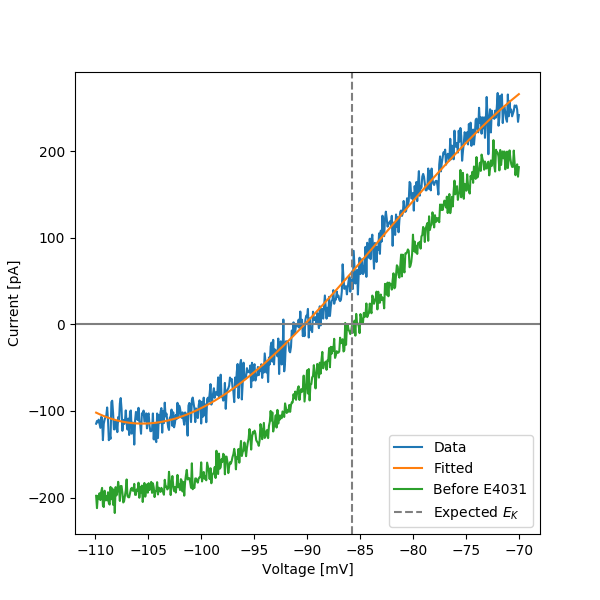 Current [pA]
200
100
0
−100
−200
−110 −105 −100 −95 −90 −85 −80 −75 −70
Voltage [mV]
Data
Fitted
Before E4031
Expected E_K